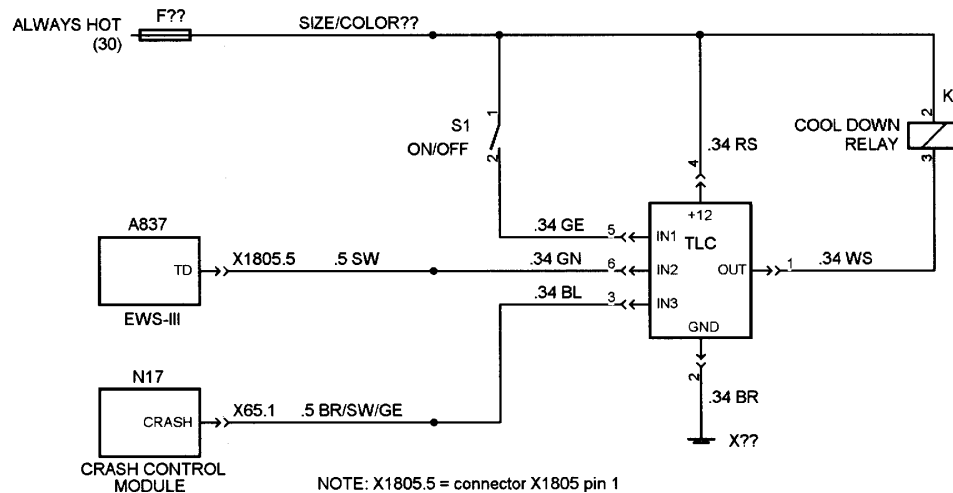 ALWAYS HOT
(30)
F??
SIZE/COLOR??
S1
ON/OFF
1
2
4
.34 RS
K
COOL DOWN
RELAY
2
3
+12
TLC
IN1
IN2
IN3
OUT
GND
.34 GE
5
.34 GN
6
.34 BL
3
1
.34 WS
2
.34 BR
X??
A837
TD
EWS-III
X1805.5
.5 SW
N17
CRASH
CRASH CONTROL
MODULE
X65.1
.5 BR/SW/GE
NOTE: X1805.5 = connector X1805 pin 1